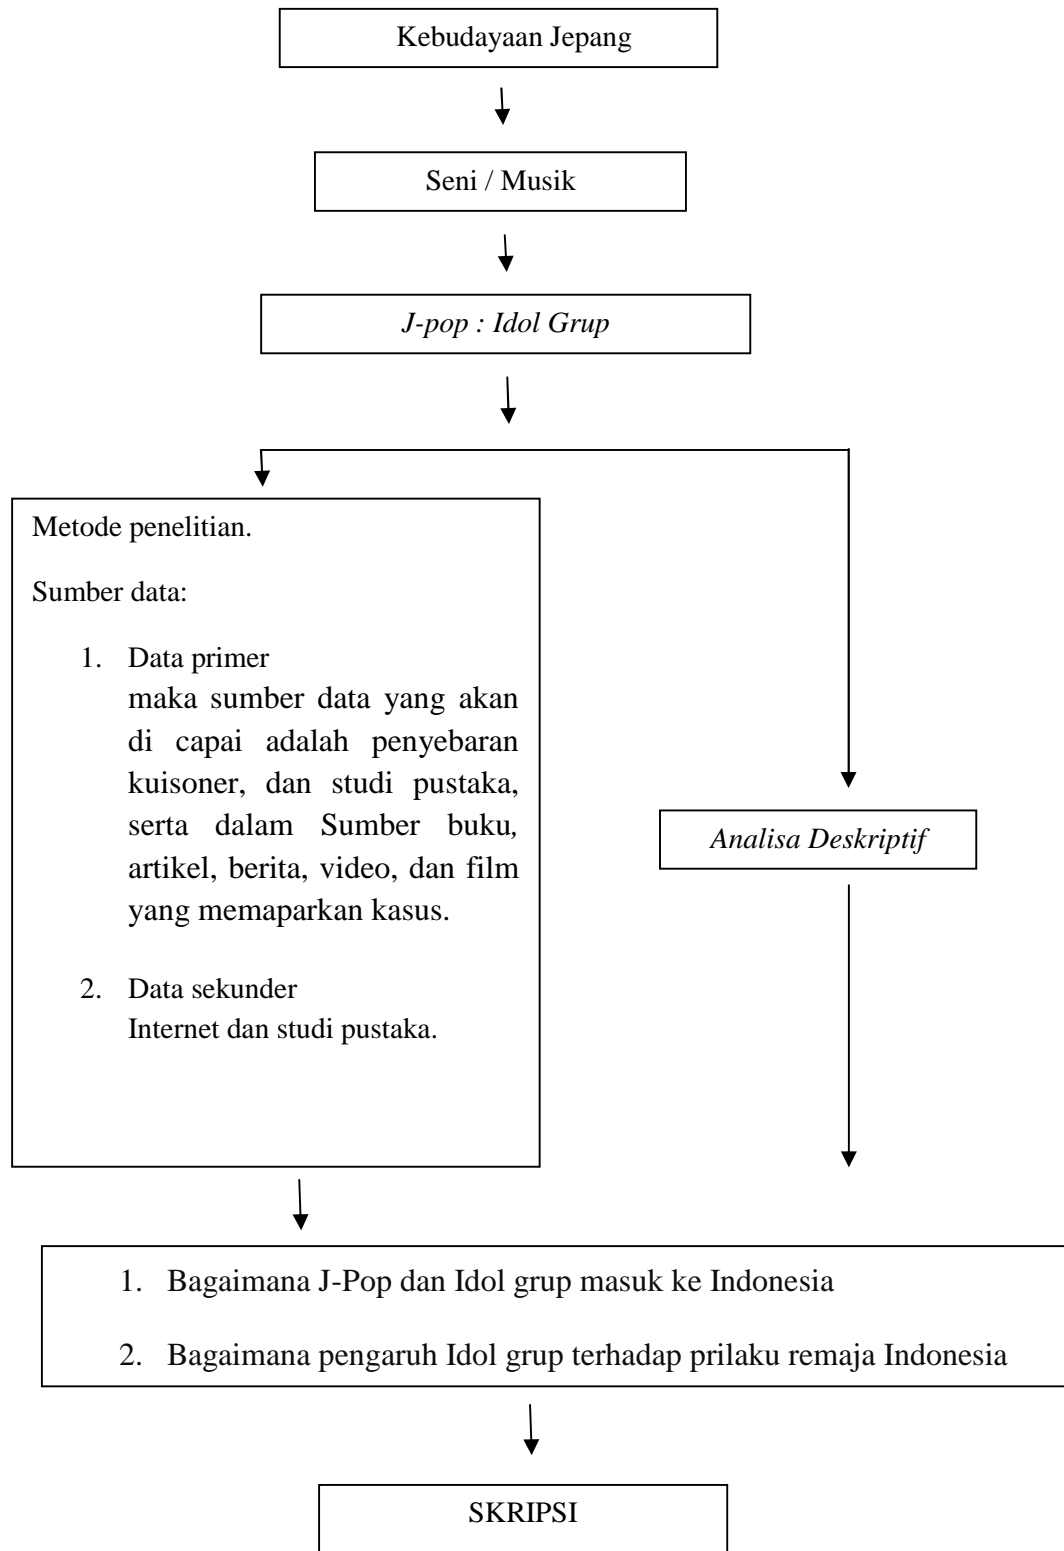 Kebudayaan Jepang
Seni / Musik
J-pop : Idol Grup
Metode penelitian.
Sumber data:
1. Data primer
maka sumber data yang akan
di capai adalah penyebaran
kuisoner, dan studi pustaka,
serta dalam Sumber buku,
artikel, berita, video, dan film
yang memaparkan kasus.
2. Data sekunder
Internet dan studi pustaka.
Analisa Deskriptif
1. Bagaimana J-Pop dan Idol grup masuk ke Indonesia
2. Bagaimana pengaruh Idol grup terhadap prilaku remaja Indonesia
SKRIPSI